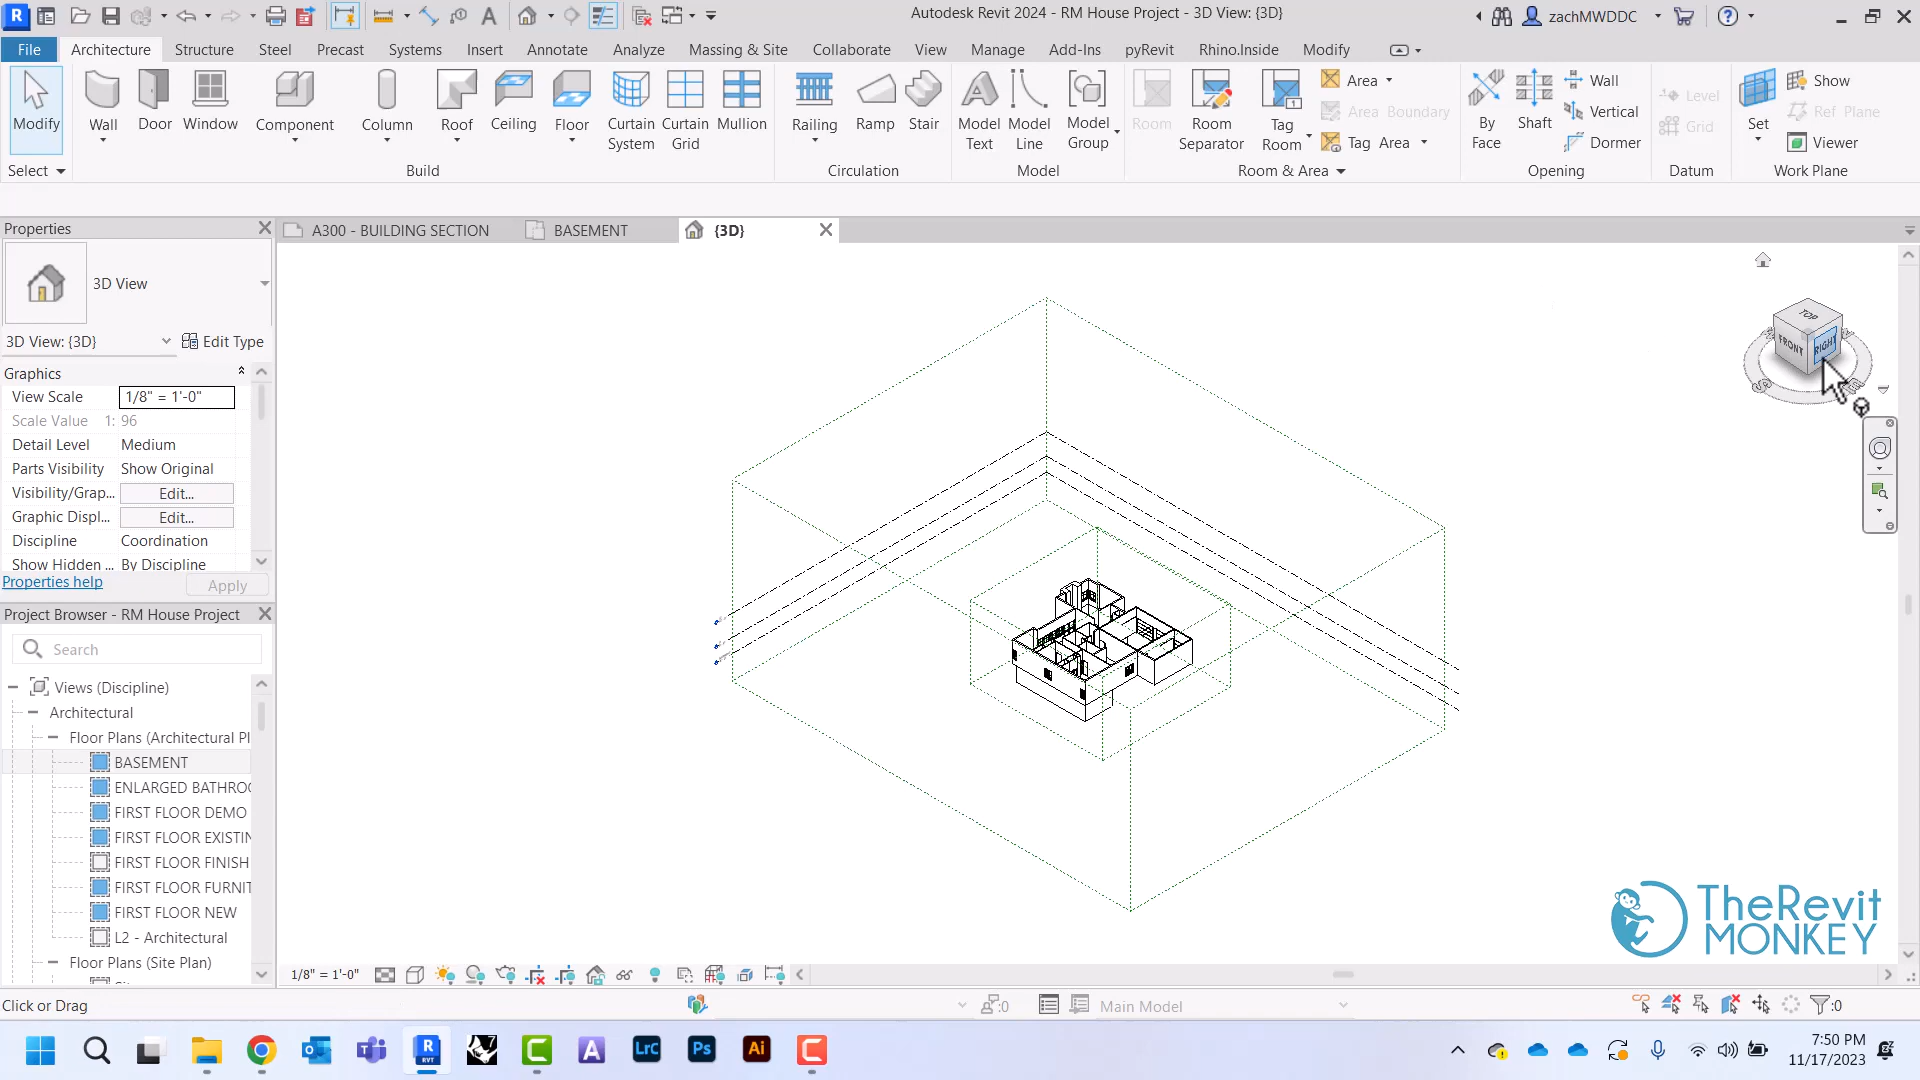 Autodesk Revit 2024 - RM House Project - 3D View: {3D}
zachMWDDC
File Architecture Structure Steel Precast Systems Insert Annotate Analyze Massing & Site Collaborate View Manage Add-Ins pyRevit Rhino.Inside Modify
Modify
Wall
Door
Window
Component
Column
Roof
Ceiling
Floor
Curtain System
Curtain Grid
Mullion
Railing
Ramp
Stair
Model Text
Model Line
Model Group
Room
Room Separator
Tag Room
Area
Area Boundary
Tag Area
By Face
Shaft
Wall
Vertical
Dormer
Level
Grid
Set
Show
Ref Plane
Viewer
Select
Build
Circulation
Model
Room & Area
Opening
Datum
Work Plane
Properties
A300 - BUILDING SECTION
BASEMENT
{3D}
3D View
3D View: {3D}
Edit Type
Graphics
View Scale 1/8" = 1'-0"
Scale Value 1: 96
Detail Level Medium
Parts Visibility Show Original
Visibility/Grap... Edit...
Graphic Displ... Edit...
Discipline Coordination
Show Hidden ... By Discipline
Properties help
Apply
Project Browser - RM House Project
Search
Views (Discipline)
Architectural
Floor Plans (Architectural Pl
BASEMENT
ENLARGED BATHROO
FIRST FLOOR DEMO
FIRST FLOOR EXISTIN
FIRST FLOOR FINISH
FIRST FLOOR FURNIT
FIRST FLOOR NEW
L2 - Architectural
Floor Plans (Site Plan)
TOP
FRONT
RIGHT
S
E
TheRevit
MONKEY
1/8" = 1'-0"
Click or Drag
:0
Main Model
:0
R
RVT
7
C
A
LrC
Ps
Ai
C
7:50 PM
11/17/2023